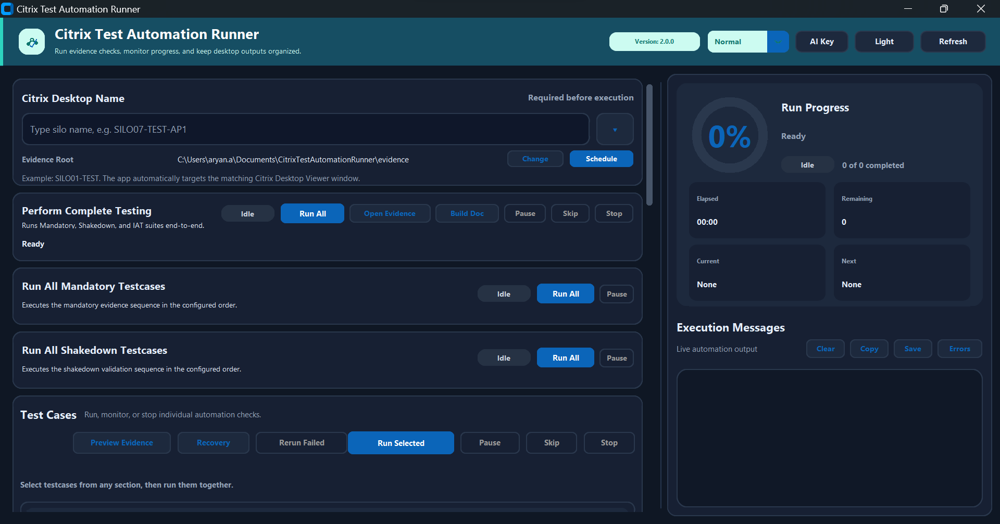 Citrix Test Automation Runner
Citrix Test Automation Runner
Run evidence checks, monitor progress, and keep desktop outputs organized.
Version: 2.0.0
Normal
AI Key
Light
Refresh
Citrix Desktop Name
Required before execution
Type silo name, e.g. SILO07-TEST-AP1
Evidence Root
C:\Users\aryan.a\Documents\CitrixTestAutomationRunner\evidence
Change
Schedule
Example: SILO01-TEST. The app automatically targets the matching Citrix Desktop Viewer window.
Perform Complete Testing
Runs Mandatory, Shakedown, and IAT suites end-to-end.
Ready
Idle
Run All
Open Evidence
Build Doc
Pause
Skip
Stop
Run All Mandatory Testcases
Executes the mandatory evidence sequence in the configured order.
Idle
Run All
Pause
Run All Shakedown Testcases
Executes the shakedown validation sequence in the configured order.
Idle
Run All
Pause
Test Cases
Run, monitor, or stop individual automation checks.
Preview Evidence
Recovery
Rerun Failed
Run Selected
Pause
Skip
Stop
Select testcases from any section, then run them together.
0%
Run Progress
Ready
Idle
0 of 0 completed
Elapsed
00:00
Remaining
0
Current
None
Next
None
Execution Messages
Live automation output
Clear
Copy
Save
Errors